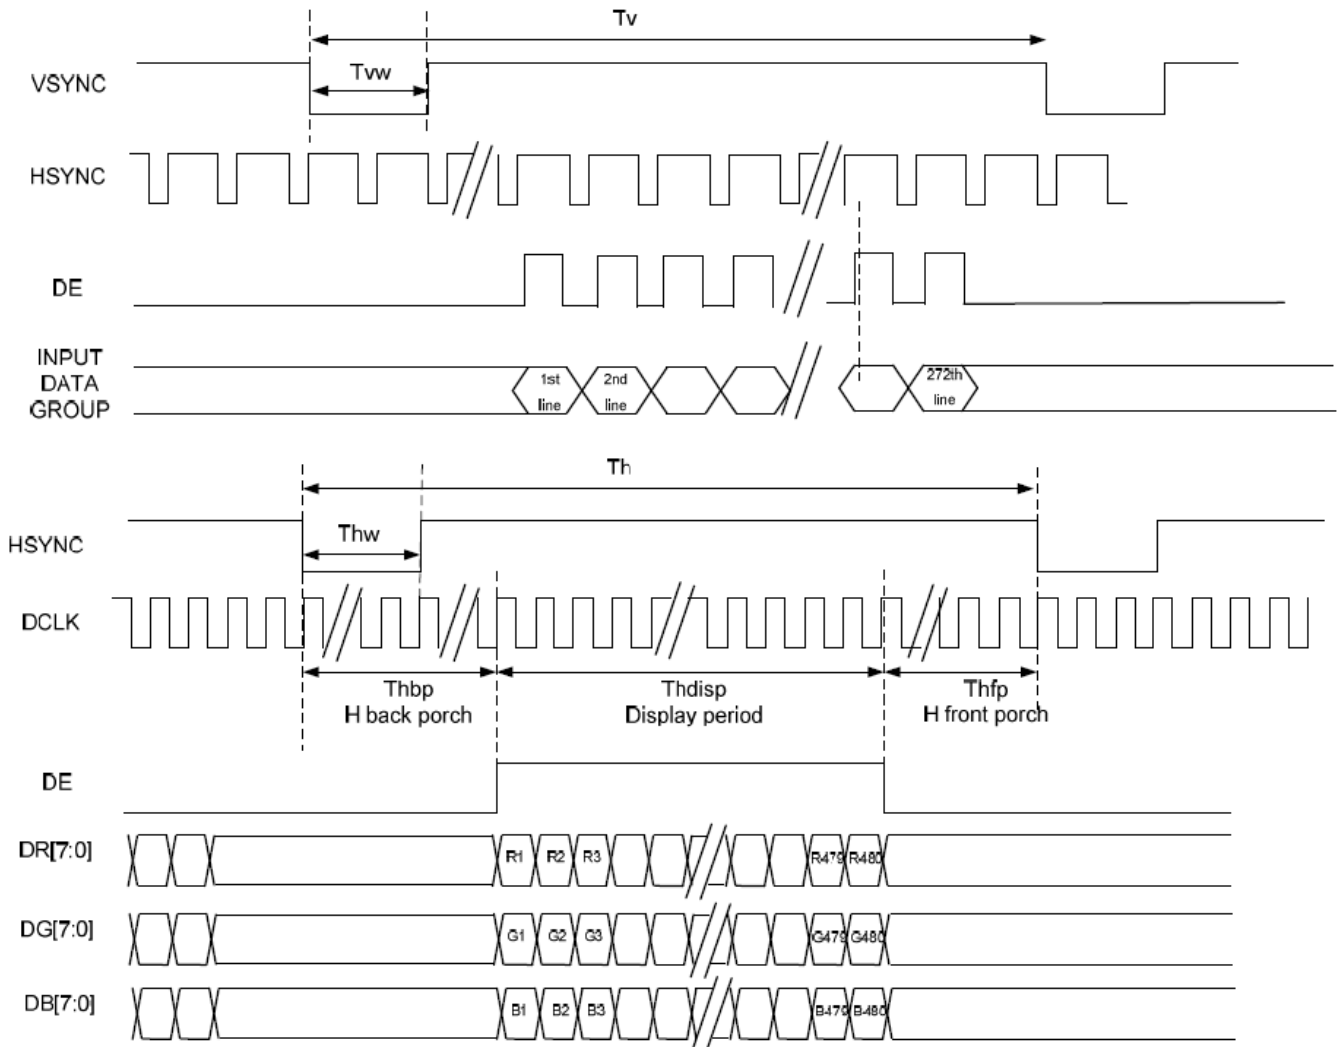 Tv
VSYNC
Tvw
HSYNC
DE
INPUT
DATA
GROUP
1st
line
2nd
line
272th
line
Th
HSYNC
Thw
DCLK
Thbp
H back porch
Thdisp
Display period
Thfp
H front porch
DE
DR[7:0]
R1 R2 R3 R479 R480
DG[7:0]
G1 G2 G3 G479 G480
DB[7:0]
B1 B2 B3 B479 B480